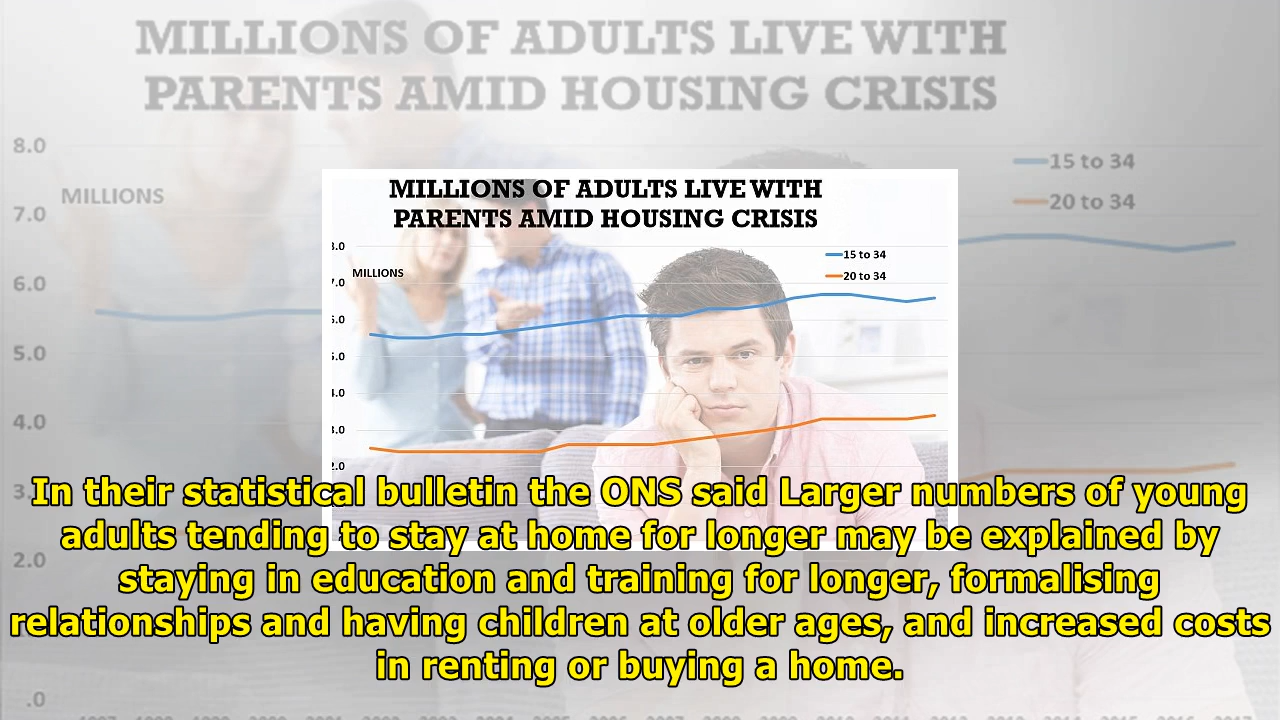 MILLIONS OF ADULTS LIVE WITH
PARENTS AMID HOUSING CRISIS
8.0
MILLIONS
7.0
6.0
5.0
4.0
2.0
.0
15 to 34
20 to 34
MILLIONS OF ADULTS LIVE WITH
PARENTS AMID HOUSING CRISIS
MILLIONS
15 to 34
20 to 34
In their statistical bulletin the ONS said Larger numbers of young
adults tending to stay at home for longer may be explained by
staying in education and training for longer, formalising
relationships and having children at older ages, and increased costs
in renting or buying a home.